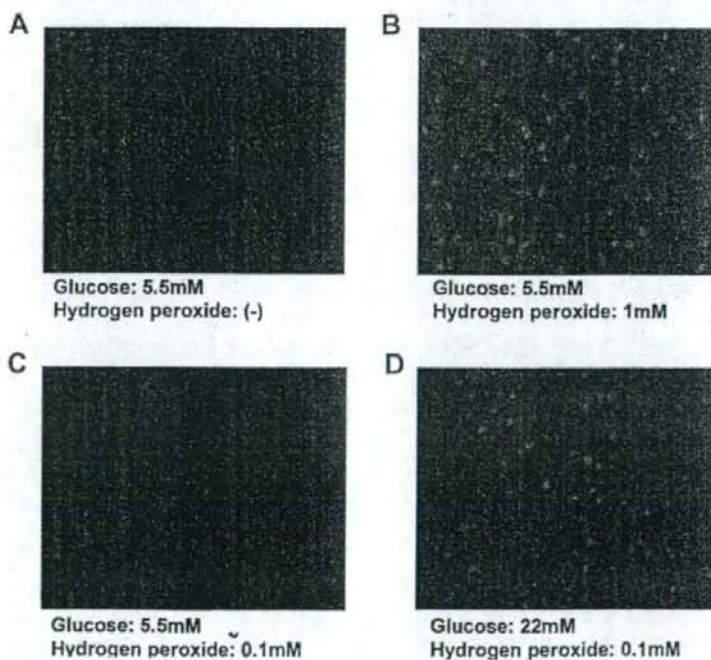 A
B
Glucose: 5.5mM
Hydrogen peroxide: (-)
Glucose: 5.5mM
Hydrogen peroxide: 1mM
C
D
Glucose: 5.5mM
Hydrogen peroxide: 0.1mM
Glucose: 22mM
Hydrogen peroxide: 0.1mM